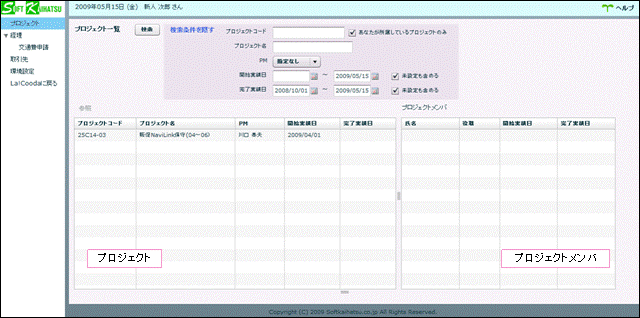 SOFT KAIHATSU
2009年05月15日 (金) 新人 次郎 さん
ヘルプ
プロジェクト
▼ 経理
交通費申請
取引先
環境設定
La!Coodaに戻る
プロジェクト一覧
検索
検索条件を隠す
プロジェクトコード
あなたが所属しているプロジェクトのみ
プロジェクト名
PM 指定なし
開始実績日 ～ 2009/05/15 未設定も含める
完了実績日 2008/10/01 ～ 2009/05/15 未設定も含める
参照
プロジェクトメンバ
プロジェクトコード プロジェクト名 PM 開始実績日 完了実績日
氏名 役職 開始実績日 完了実績日
25C14-03 販促NaviLink保守(04～06) 川口 春夫 2009/04/01
プロジェクト
プロジェクトメンバ
Copyright (C) 2009 Softkaihatsu.co.jp All Rights Reserved.